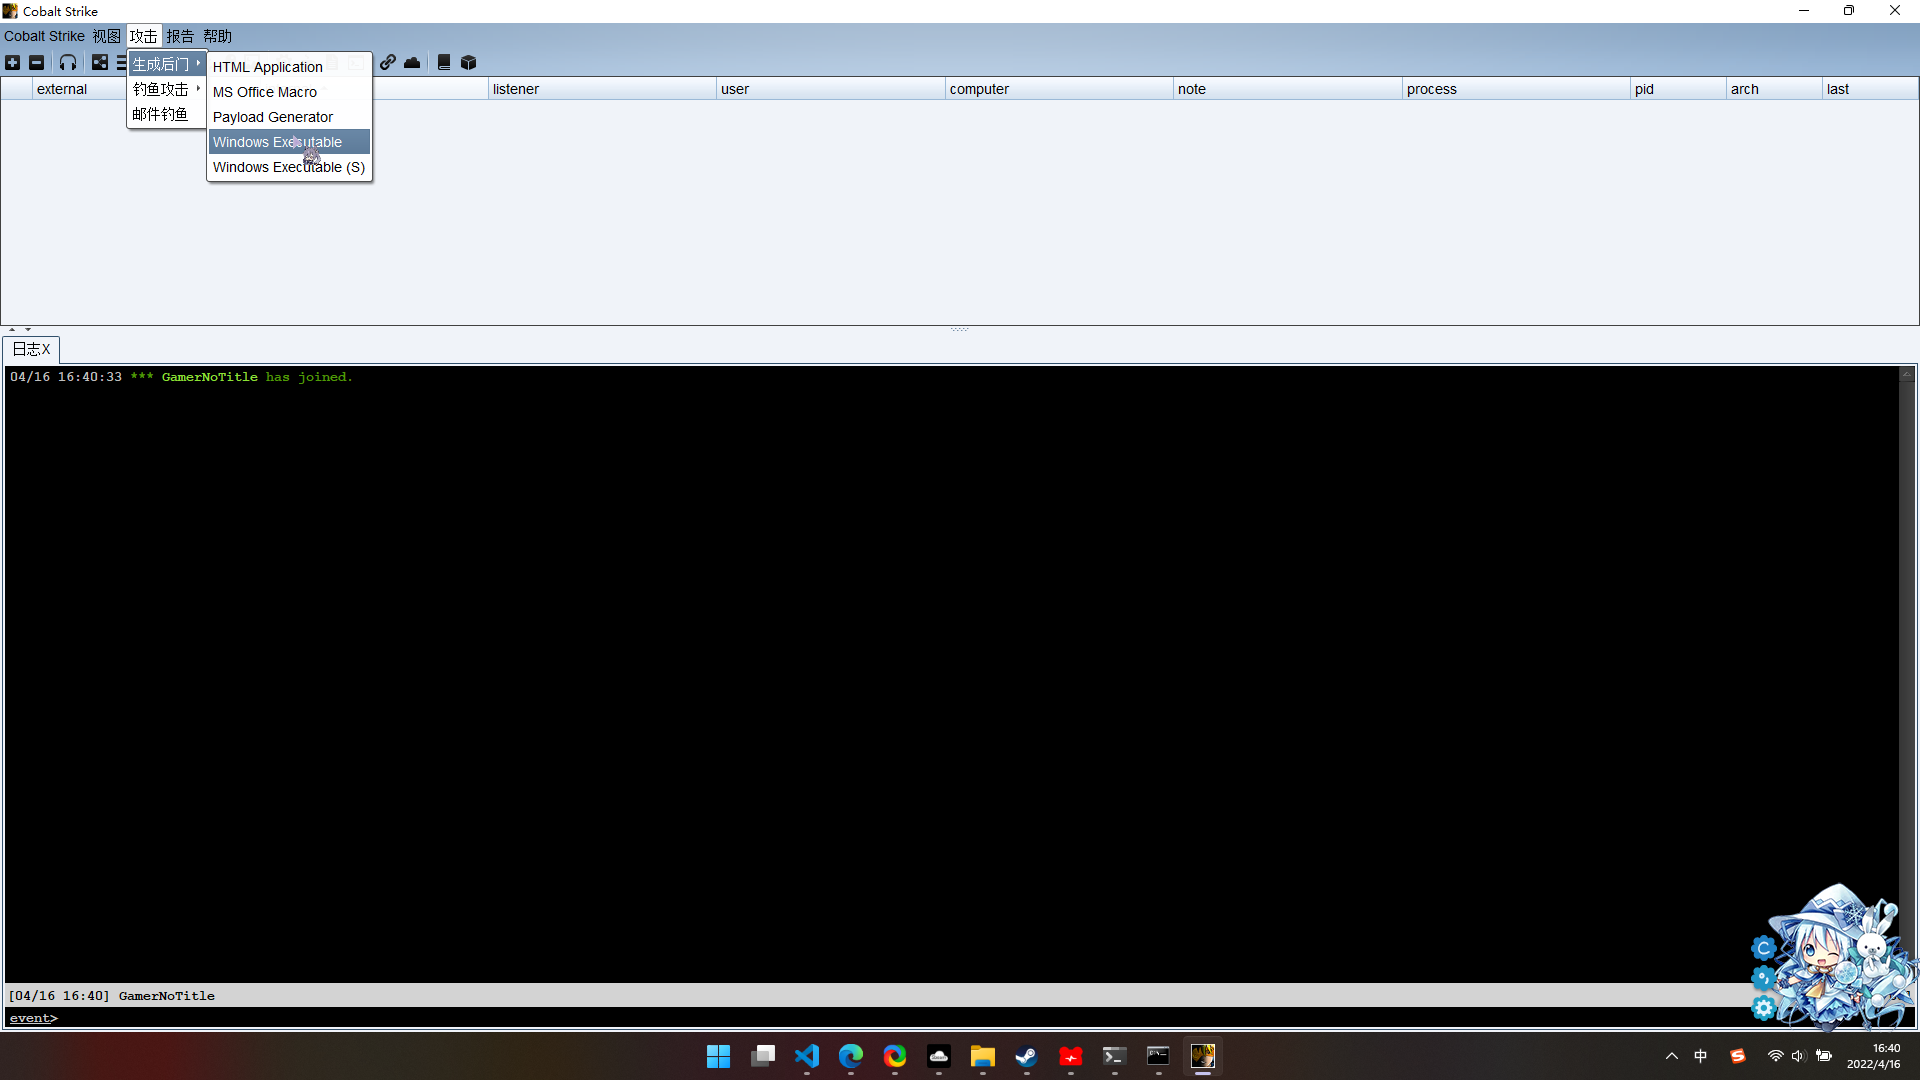 Cobalt Strike
Cobalt Strike 视图 攻击 报告 帮助
生成后门
钓鱼攻击
邮件钓鱼
HTML Application
MS Office Macro
Payload Generator
Windows Executable
Windows Executable (S)
external listener user computer note process pid arch last
日志X
04/16 16:40:33 *** GamerNoTitle has joined.
[04/16 16:40] GamerNoTitle
event>
中
16:40
2022/4/16